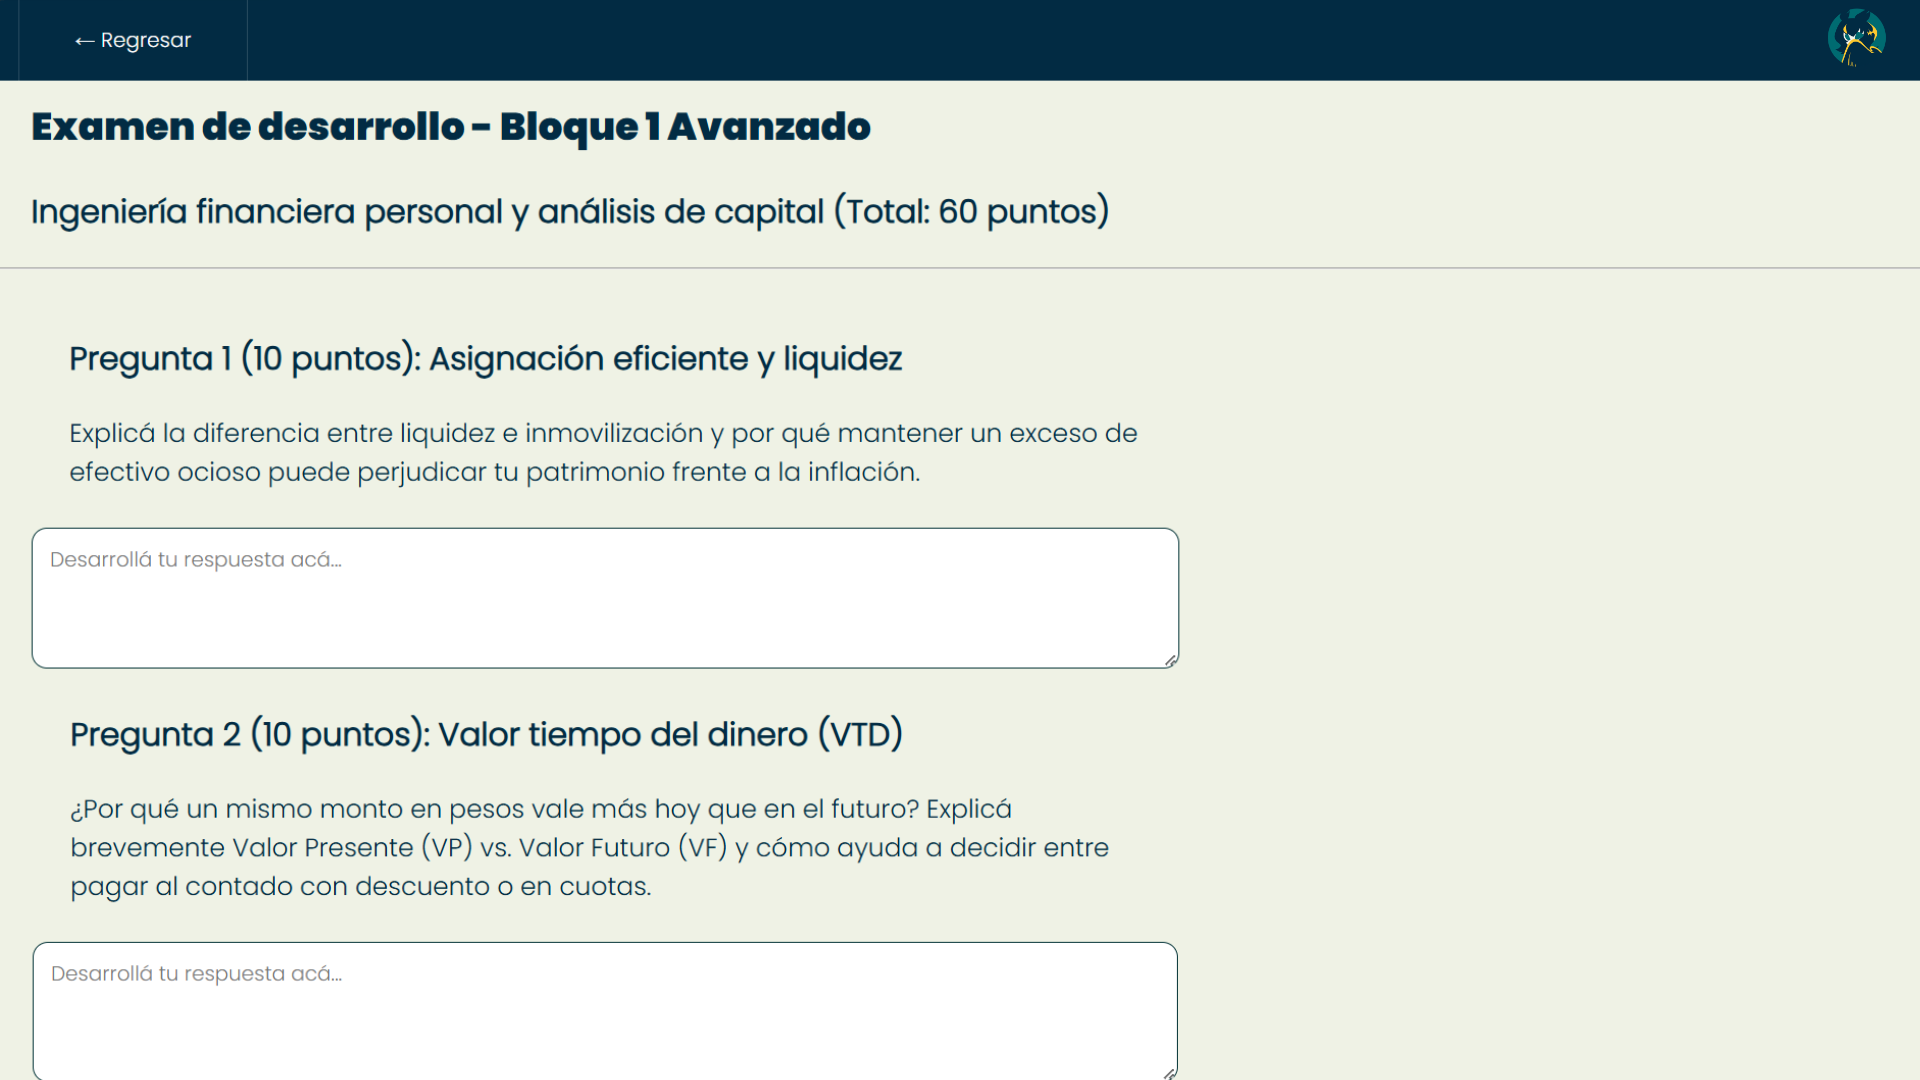 ← Regresar
Examen de desarrollo - Bloque 1 Avanzado
Ingeniería financiera personal y análisis de capital (Total: 60 puntos)
Pregunta 1 (10 puntos): Asignación eficiente y liquidez
Explicá la diferencia entre liquidez e inmovilización y por qué mantener un exceso de
efectivo ocioso puede perjudicar tu patrimonio frente a la inflación.
Desarrollá tu respuesta acá...
Pregunta 2 (10 puntos): Valor tiempo del dinero (VTD)
¿Por qué un mismo monto en pesos vale más hoy que en el futuro? Explicá
brevemente Valor Presente (VP) vs. Valor Futuro (VF) y cómo ayuda a decidir entre
pagar al contado con descuento o en cuotas.
Desarrollá tu respuesta acá...